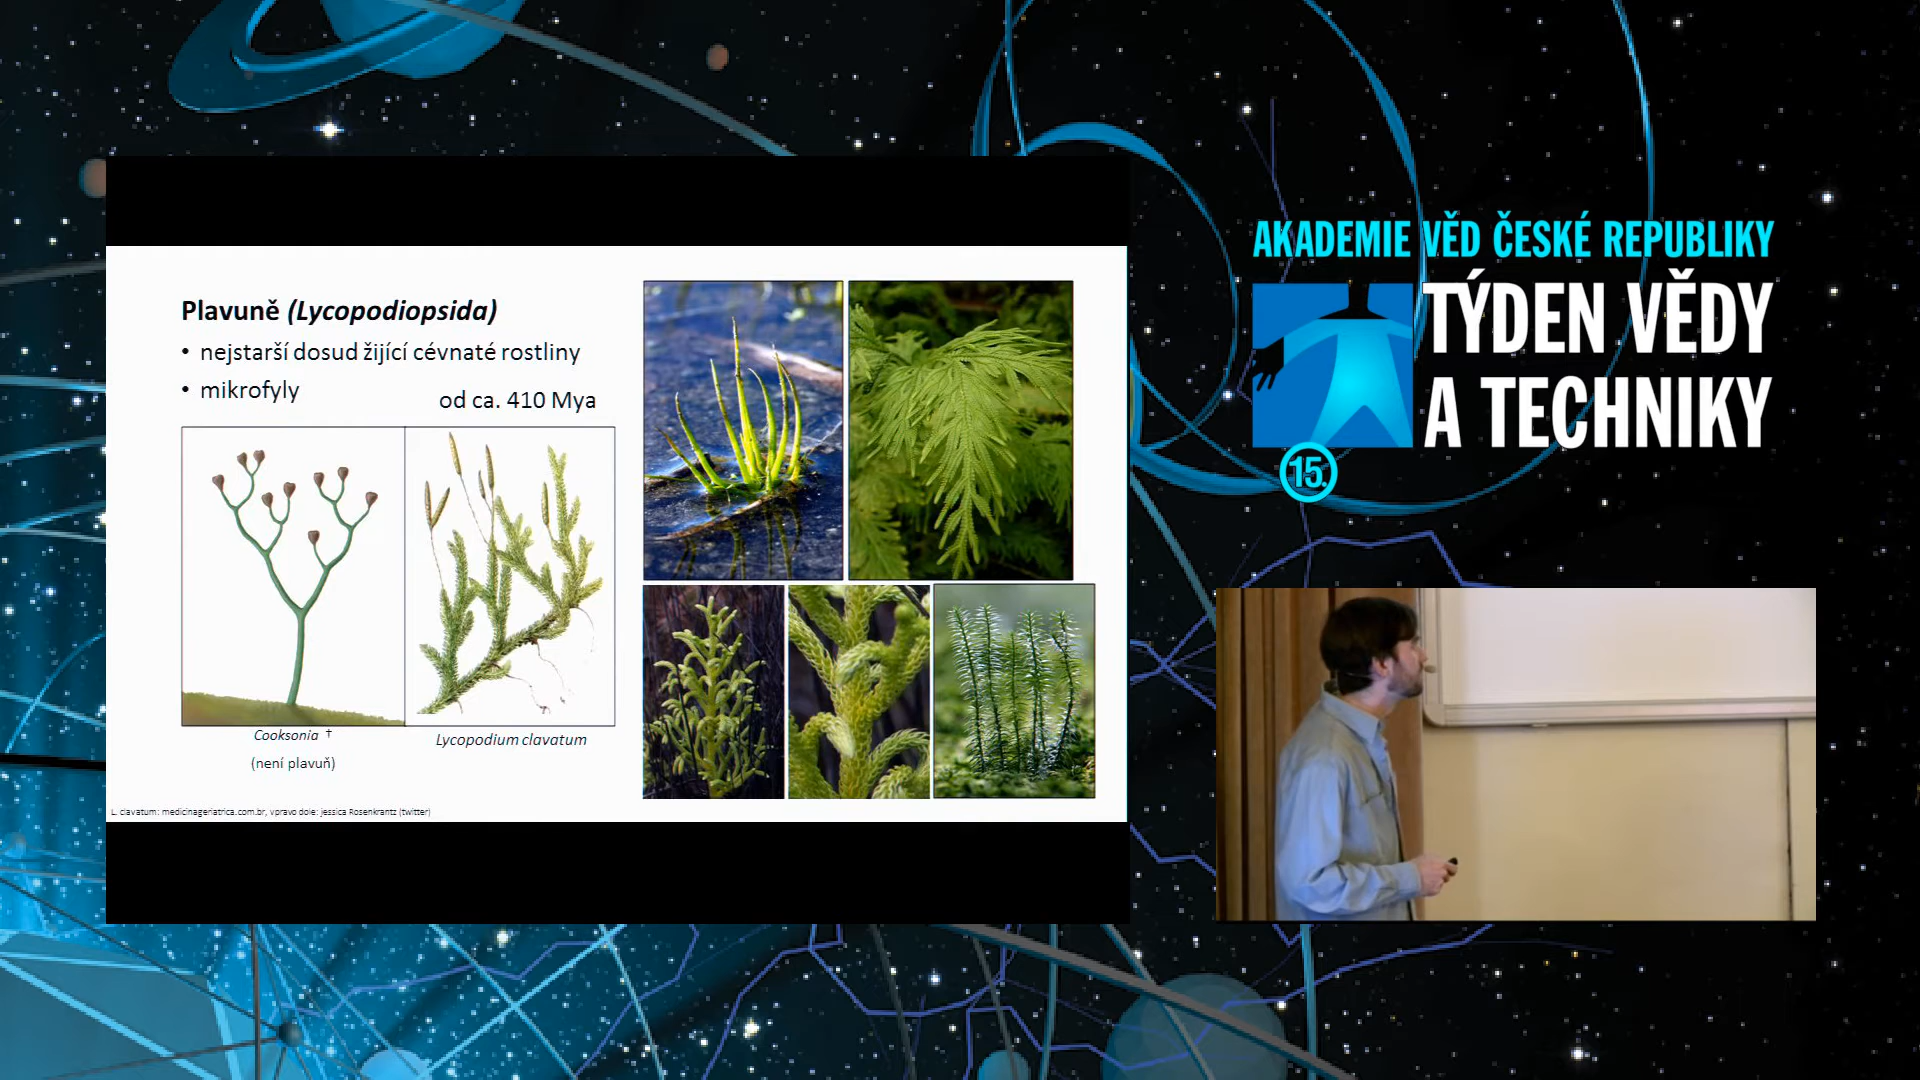 Plavuně (Lycopodiopsida)
• nejstarší dosud žijící cévnaté rostliny
• mikrofyly
od ca. 410 Mya
Cooksonia †
(není plavuň)
Lycopodium clavatum
L. clavatum: medicinageriatrica.com.br, vpravo dole: Jessica Rosenkrantz (twitter)
AKADEMIE VĚD ČESKÉ REPUBLIKY
TÝDEN VĚDY
A TECHNIKY
15.